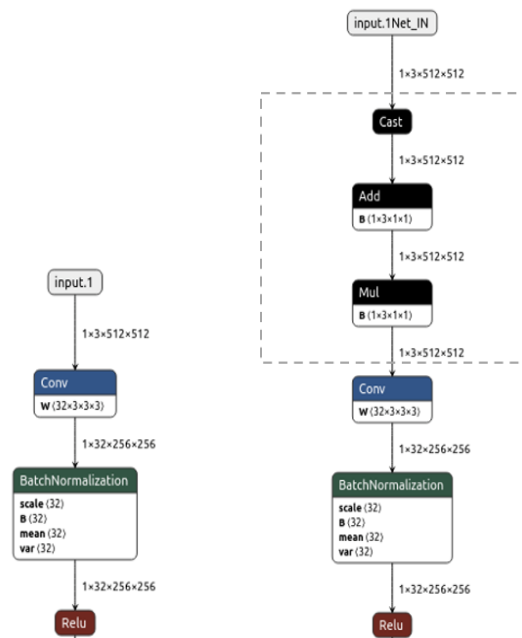 input.1
1×3×512×512
Conv
W ⟨32×3×3×3⟩
1×32×256×256
BatchNormalization
scale ⟨32⟩
B ⟨32⟩
mean ⟨32⟩
var ⟨32⟩
1×32×256×256
Relu
input.1Net_IN
1×3×512×512
Cast
1×3×512×512
Add
B ⟨1×3×1×1⟩
1×3×512×512
Mul
B ⟨1×3×1×1⟩
1×3×512×512
Conv
W ⟨32×3×3×3⟩
1×32×256×256
BatchNormalization
scale ⟨32⟩
B ⟨32⟩
mean ⟨32⟩
var ⟨32⟩
1×32×256×256
Relu